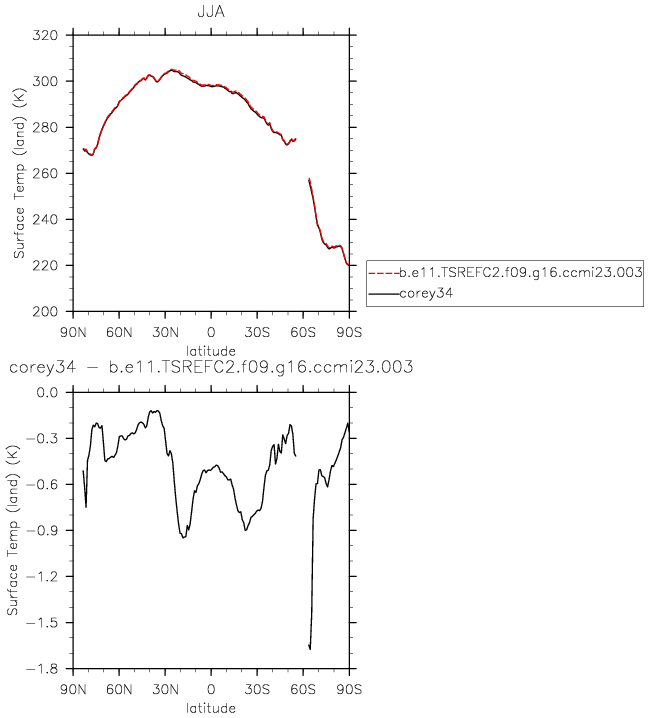 JJA
Surface Temp (land) (K)
320
300
280
260
240
220
200
90N 60N 30N 0 30S 60S 90S
latitude
b.e11.TSREFC2.f09.g16.ccmi23.003
corey34
corey34 − b.e11.TSREFC2.f09.g16.ccmi23.003
Surface Temp (land) (K)
0.0
−0.3
−0.6
−0.9
−1.2
−1.5
−1.8
90N 60N 30N 0 30S 60S 90S
latitude